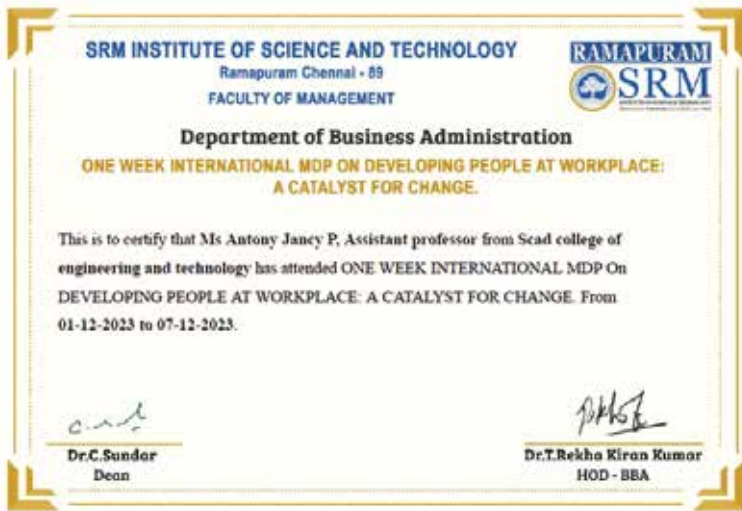 SRM INSTITUTE OF SCIENCE AND TECHNOLOGY
Ramapuram Chennai - 89
FACULTY OF MANAGEMENT
RAMAPURAM
SRM
Department of Business Administration
ONE WEEK INTERNATIONAL MDP ON DEVELOPING PEOPLE AT WORKPLACE:
A CATALYST FOR CHANGE.
This is to certify that Ms Antony Jancy P, Assistant professor from Scad college of
engineering and technology has attended ONE WEEK INTERNATIONAL MDP On
DEVELOPING PEOPLE AT WORKPLACE: A CATALYST FOR CHANGE. From
01-12-2023 to 07-12-2023.
Dr.C.Sundar
Dean
Dr.T.Rekha Kiran Kumar
HOD - BBA